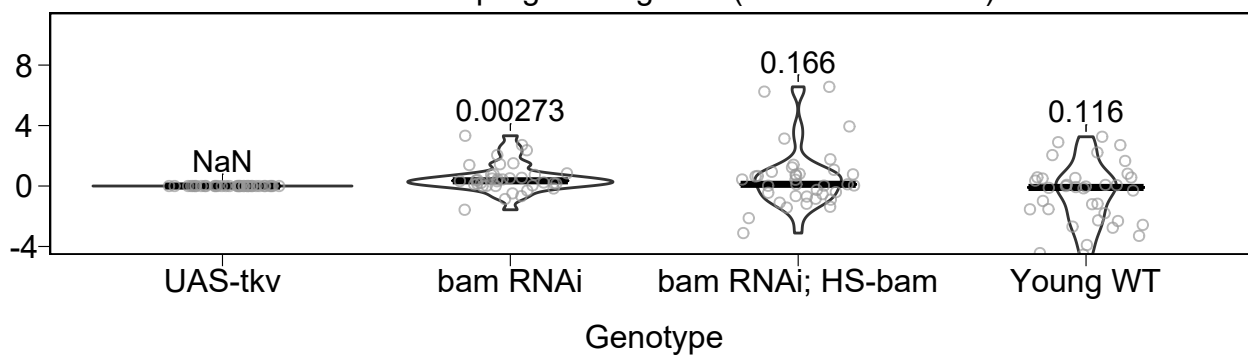 8
0.166
0.00273
0.116
4
NaN
0
-4
UAS-tkv bam RNAi bam RNAi; HS-bam Young WT
Genotype